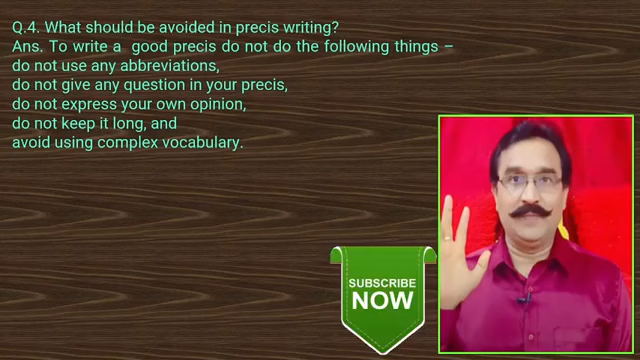 Q.4. What should be avoided in precis writing?
Ans. To write a good precis do not do the following things –
do not use any abbreviations,
do not give any question in your precis,
do not express your own opinion,
do not keep it long, and
avoid using complex vocabulary.
SUBSCRIBE
NOW